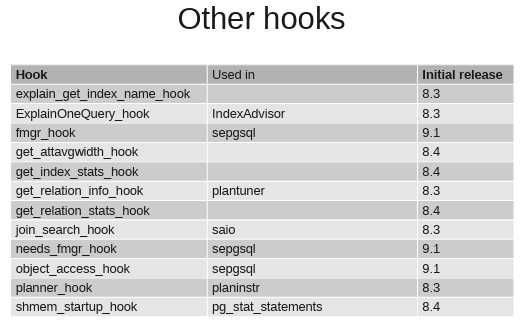 Other hooks
Hook Used in Initial release
explain_get_index_name_hook 8.3
ExplainOneQuery_hook IndexAdvisor 8.3
fmgr_hook sepgsql 9.1
get_attavgwidth_hook 8.4
get_index_stats_hook 8.4
get_relation_info_hook plantuner 8.3
get_relation_stats_hook 8.4
join_search_hook saio 8.3
needs_fmgr_hook sepgsql 9.1
object_access_hook sepgsql 9.1
planner_hook planinstr 8.3
shmem_startup_hook pg_stat_statements 8.4